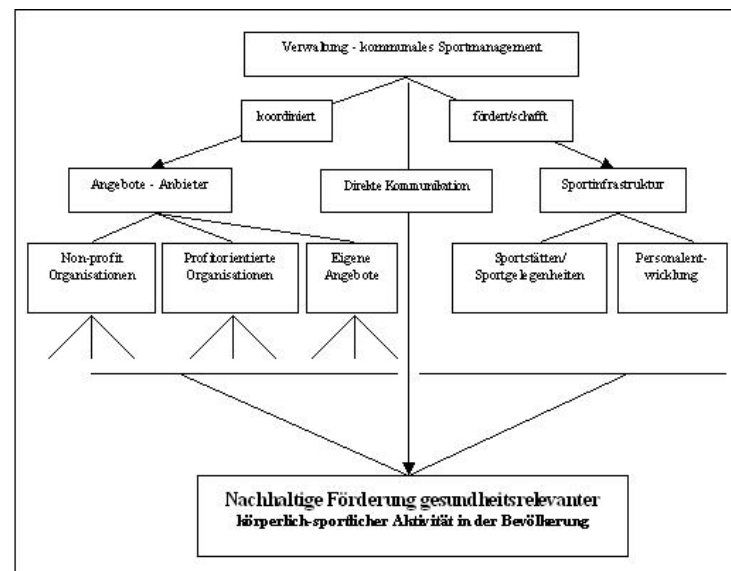 Verwaltung - kommunales Sportmanagement
koordiniert
fördert/schafft
Angebote - Anbieter
Direkte Kommunikation
Sportinfrastruktur
Non-profit
Organisationen
Profitorientierte
Organisationen
Eigene
Angebote
Sportstätten/
Sportgelegenheiten
Personalent-
wicklung
Nachhaltige Förderung gesundheitsrelevanter
körperlich-sportlicher Aktivität in der Bevölkerung